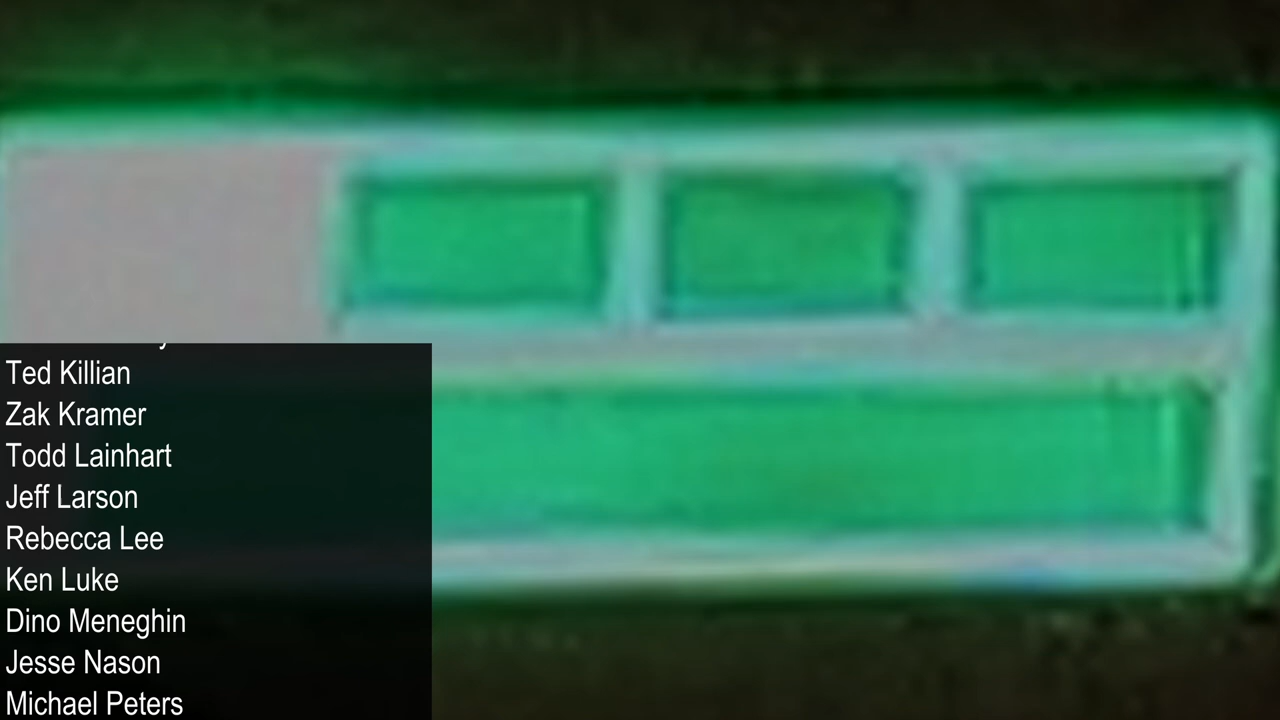 Ted Killian
Zak Kramer
Todd Lainhart
Jeff Larson
Rebecca Lee
Ken Luke
Dino Meneghin
Jesse Nason
Michael Peters